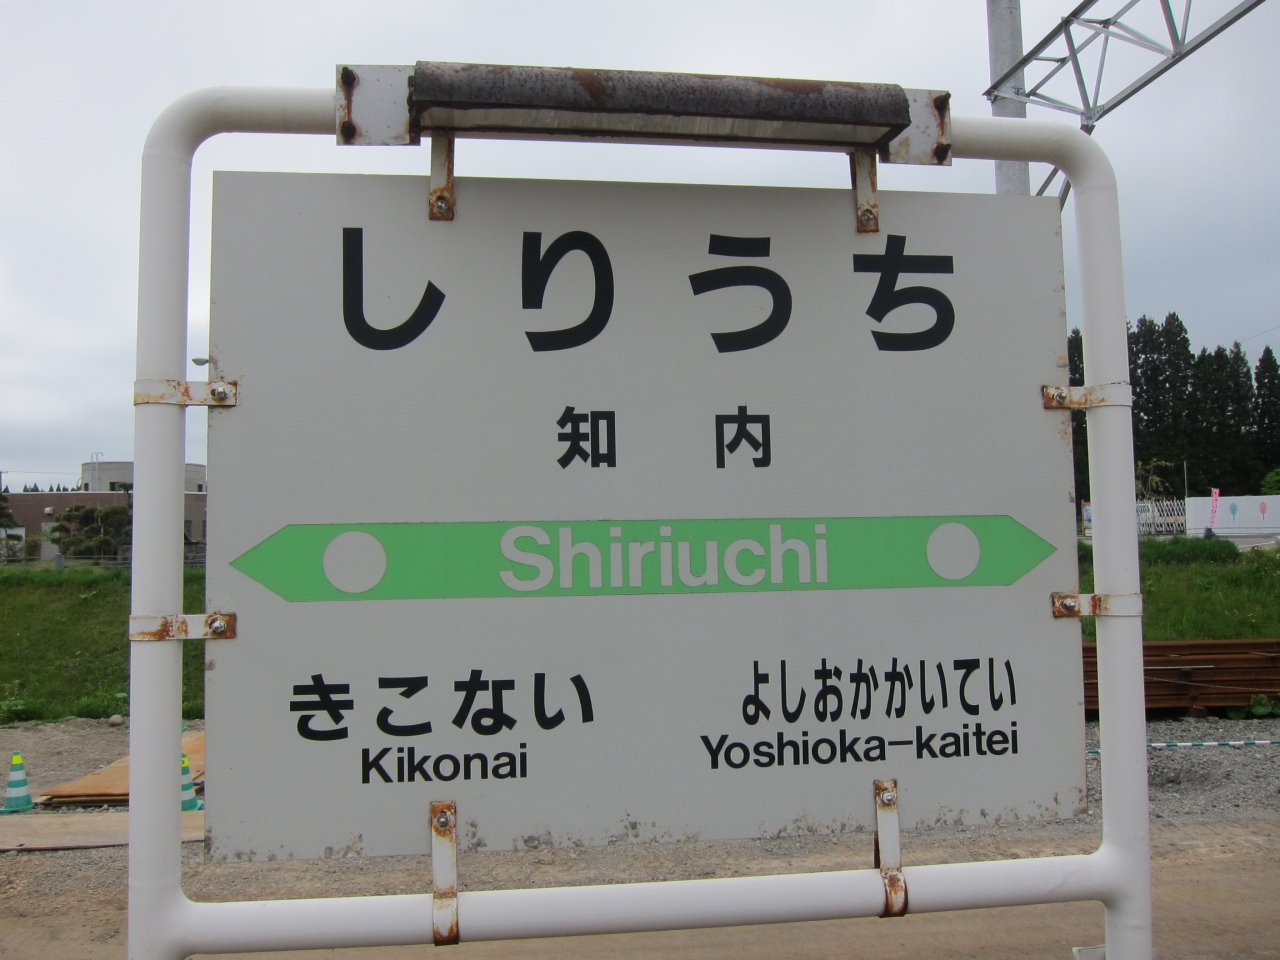 しりうち
知内
Shiriuchi
きこない よしおかかいてい
Kikonai Yoshioka-kaitei